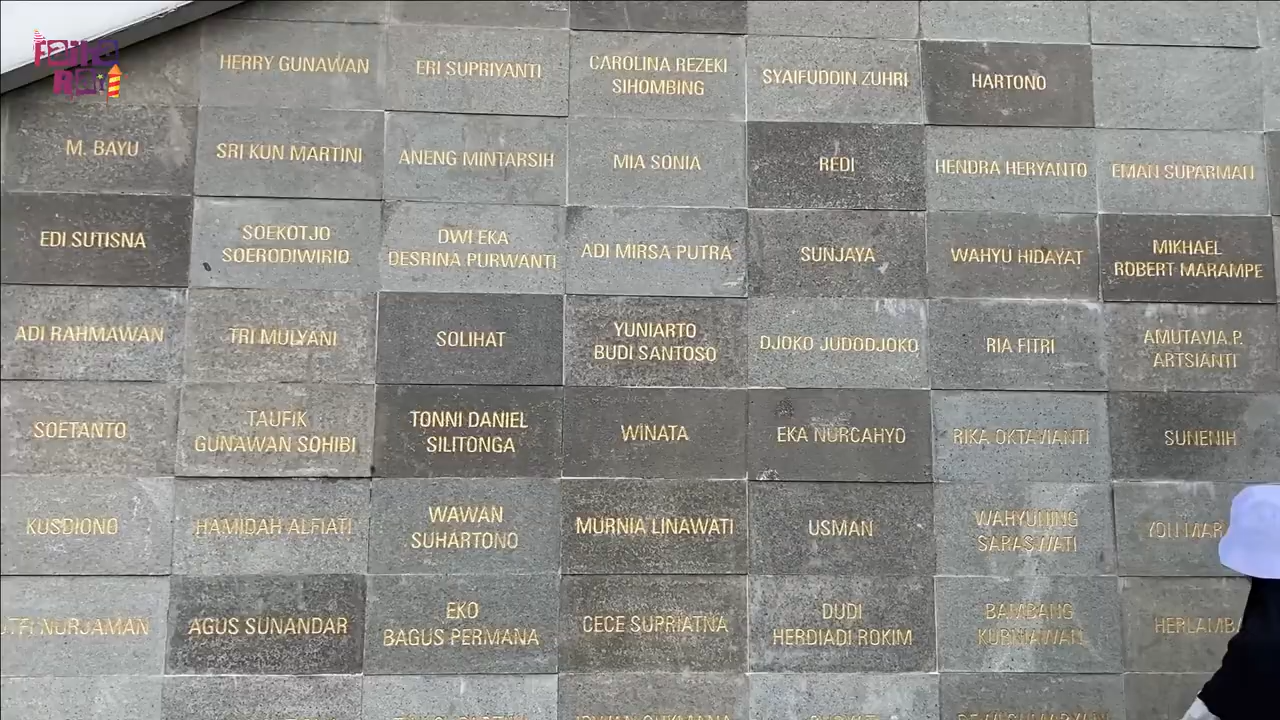 HERRY GUNAWAN
ERI SUPRIYANTI
CAROLINA REZEKI
SIHOMBING
SYAIFUDDIN ZUHRI
HARTONO
M. BAYU
SRI KUN MARTINI
ANENG MINTARSIH
MIA SONIA
REDI
HENDRA HERYANTO
EMAN SUPARMAN
EDI SUTISNA
SOEKOTJO
SOERODIWIRIO
DWI EKA
DESRINA PURWANTI
ADI MIRSA PUTRA
SUNJAYA
WAHYU HIDAYAT
MIKHAEL
ROBERT MARAMPE
ADI RAHMAWAN
TRI MULYANI
SOLIHAT
YUNIARTO
BUDI SANTOSO
DJOKO JUDODJOKO
RIA FITRI
AMUTAVIA.P.
ARTSIANTI
SOETANTO
TAUFIK
GUNAWAN SOHIBI
TONNI DANIEL
SILITONGA
WINATA
EKA NURCAHYO
RIKA OKTAVIANTI
SUNENIH
KUSDIONO
HAMIDAH ALFIATI
WAWAN
SUHARTONO
MURNIA LINAWATI
USMAN
WAHYUNING
SARASWATI
NURJAMAN
AGUS SUNANDAR
EKO
BAGUS PERMANA
CECE SUPRIATNA
DUDI
HERDIADI ROKIM
BAMBANG
KURNIAWAN